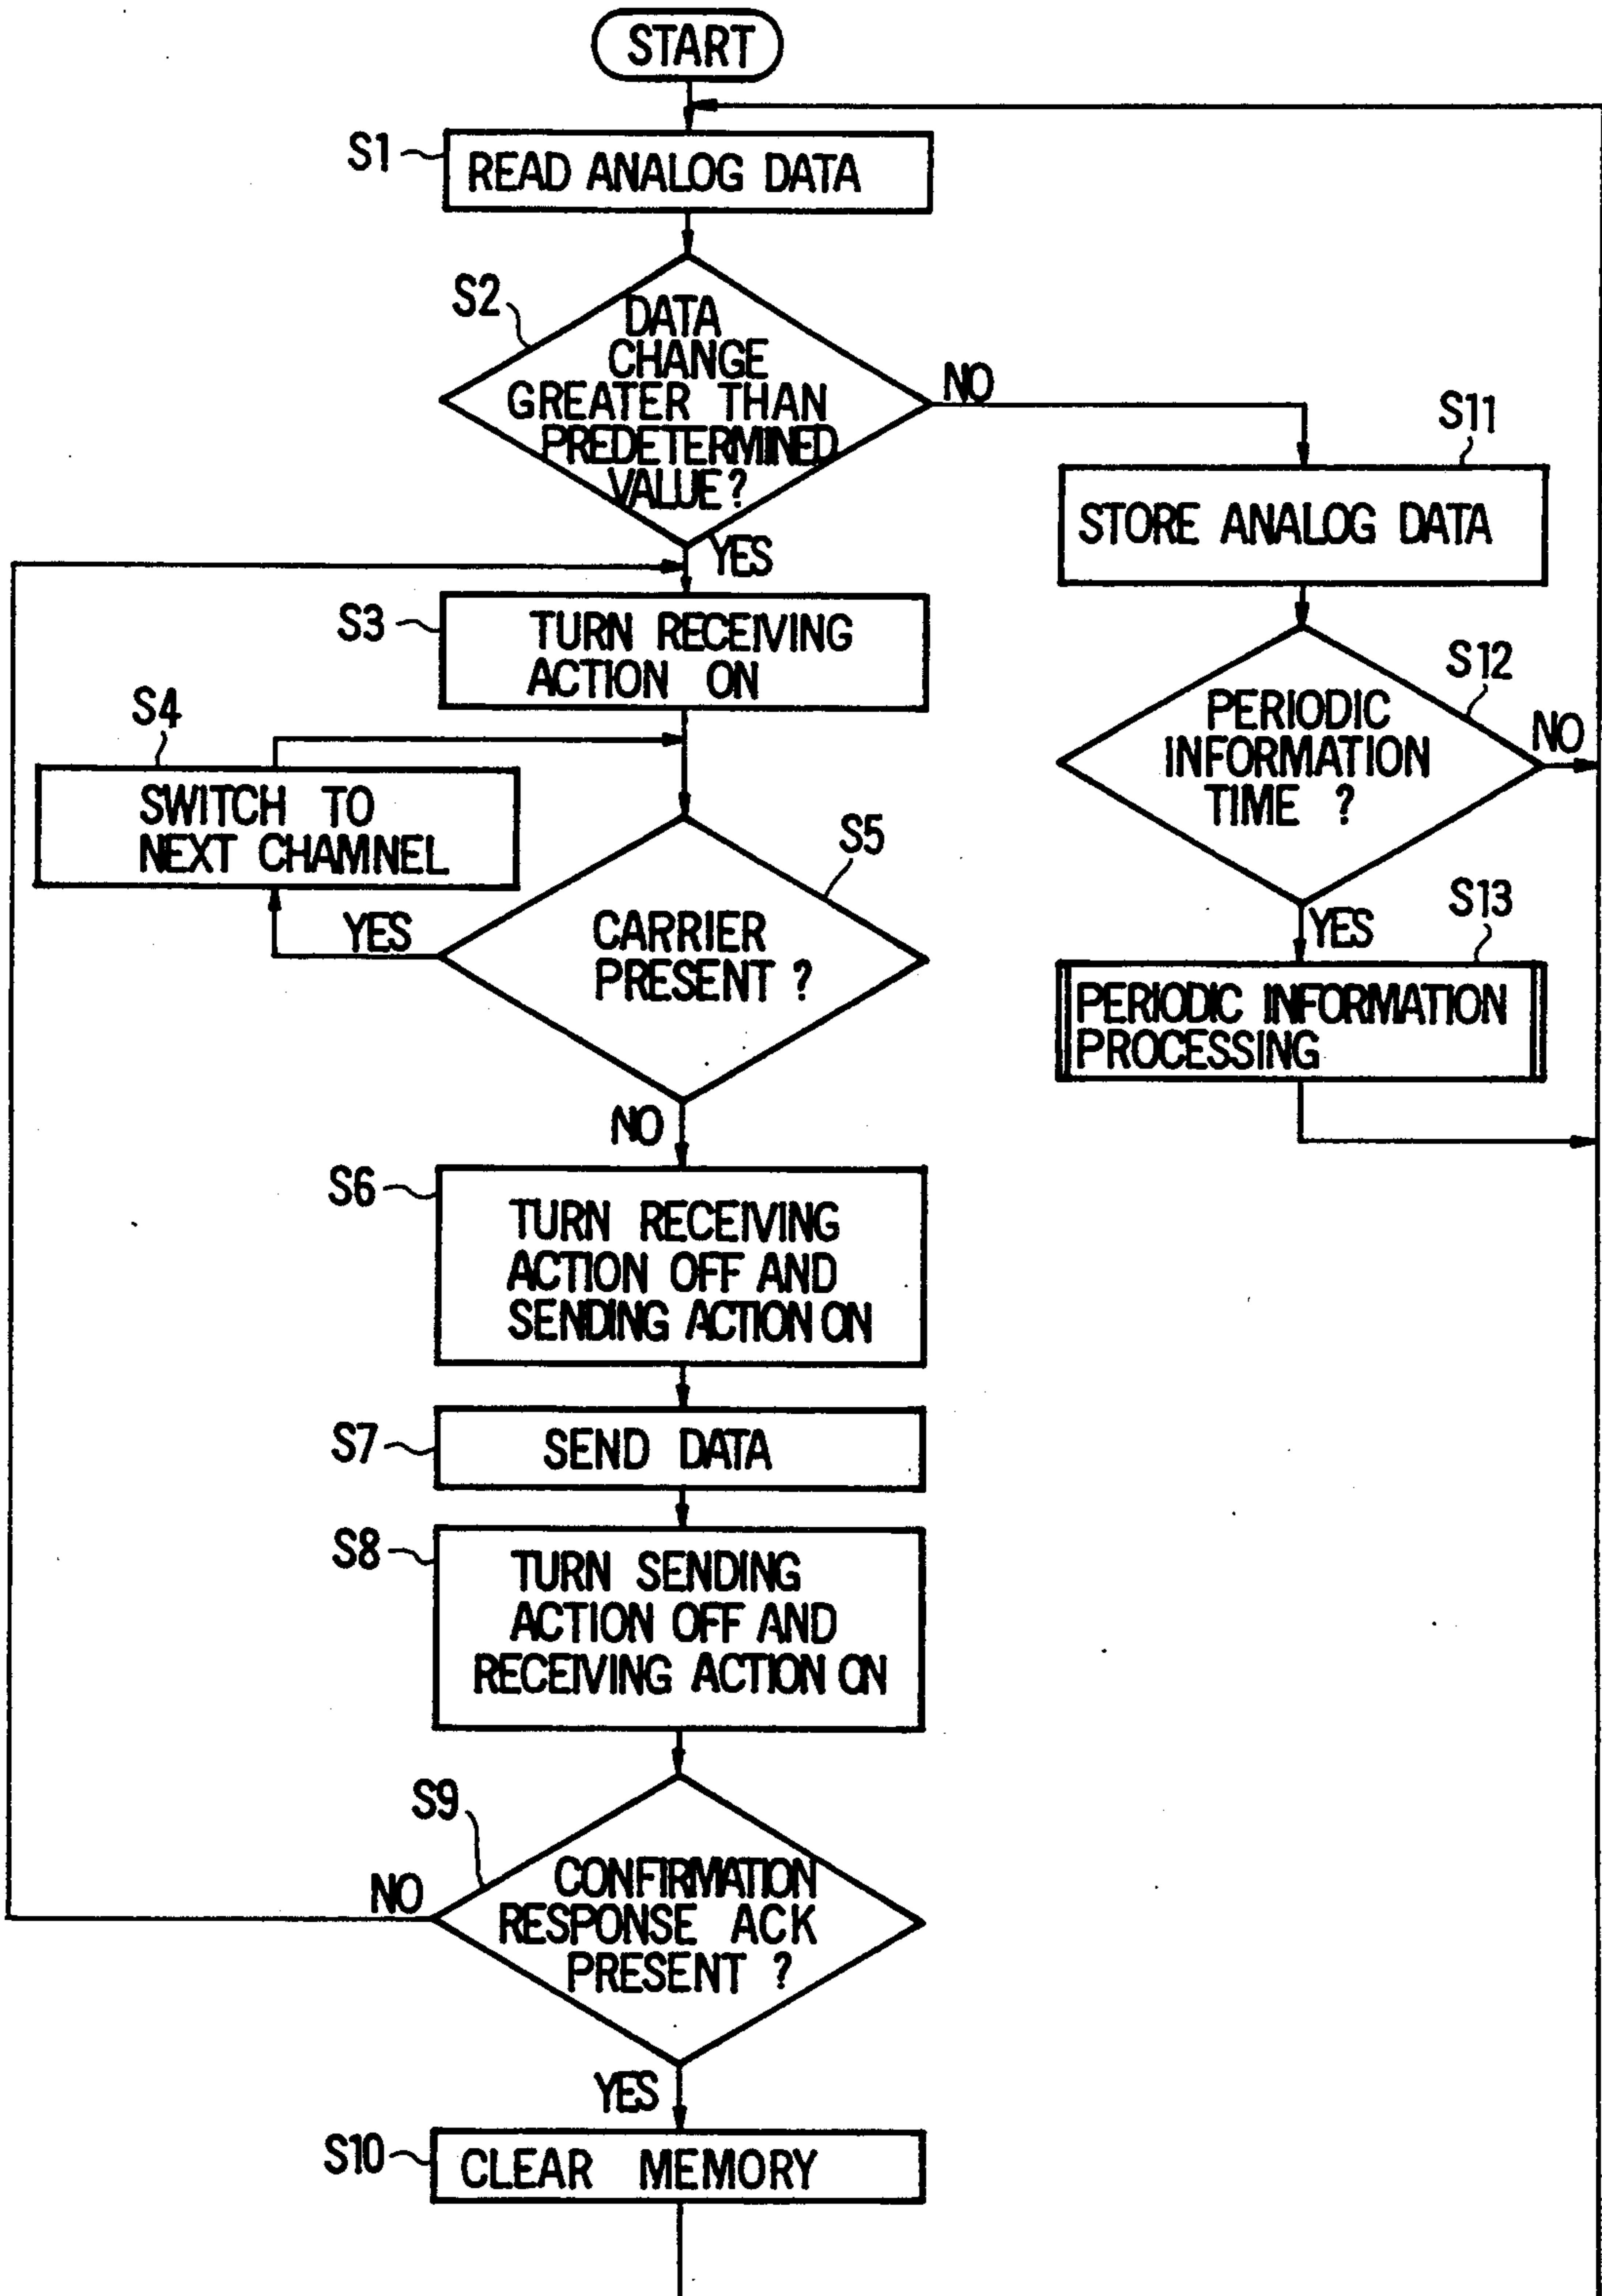 START
S1
READ ANALOG DATA
S2
DATA
CHANGE
GREATER THAN
PREDETERMINED
VALUE?
NO
YES
S11
STORE ANALOG DATA
S3
TURN RECEIVING
ACTION ON
S12
PERIODIC
INFORMATION
TIME ?
NO
YES
S4
SWITCH TO
NEXT CHAMNEL
S5
CARRIER
PRESENT ?
YES
NO
S13
PERIODIC INFORMATION
PROCESSING
S6
TURN RECEIVING
ACTION OFF AND
SENDING ACTION ON
S7
SEND DATA
S8
TURN SENDING
ACTION OFF AND
RECEIVING ACTION ON
S9
CONFIRMATION
RESPONSE ACK
PRESENT ?
NO
YES
S10
CLEAR MEMORY